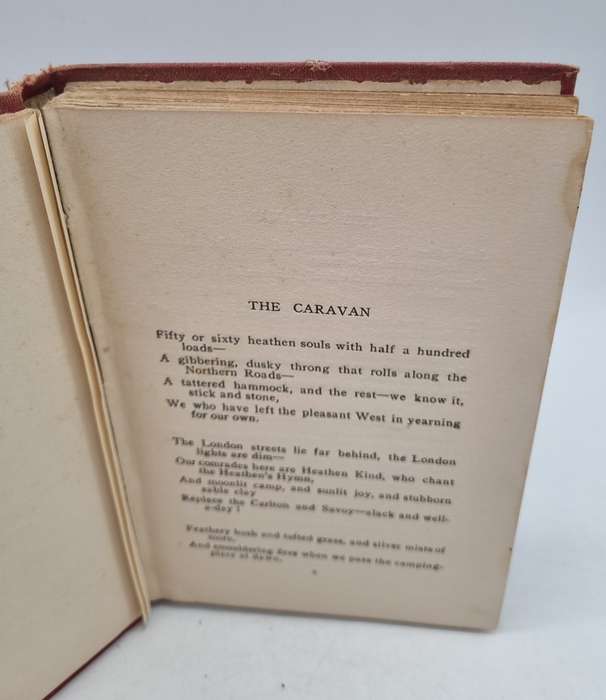 THE CARAVAN
Fifty or sixty heathen souls with half a hundred
loads—
A gibbering, dusky throng that rolls along the
Northern Roads—
A tattered hammock, and the rest—we know it,
stick and stone,
We who have left the pleasant West in yearning
for our own.
The London streets lie far behind, the London
lights are dim—
Our comrades here are Heathen Kind, who chant
the Heathen's Hymn,
And moonlit camp, and sunlit joy, and stubborn
sable clay
Replace the Carlton and Savoy—alack and well-
a-day!
Feathery bush and tufted grass, and silver mists of
And smouldering fires when we pass the camping-
place at dawn.